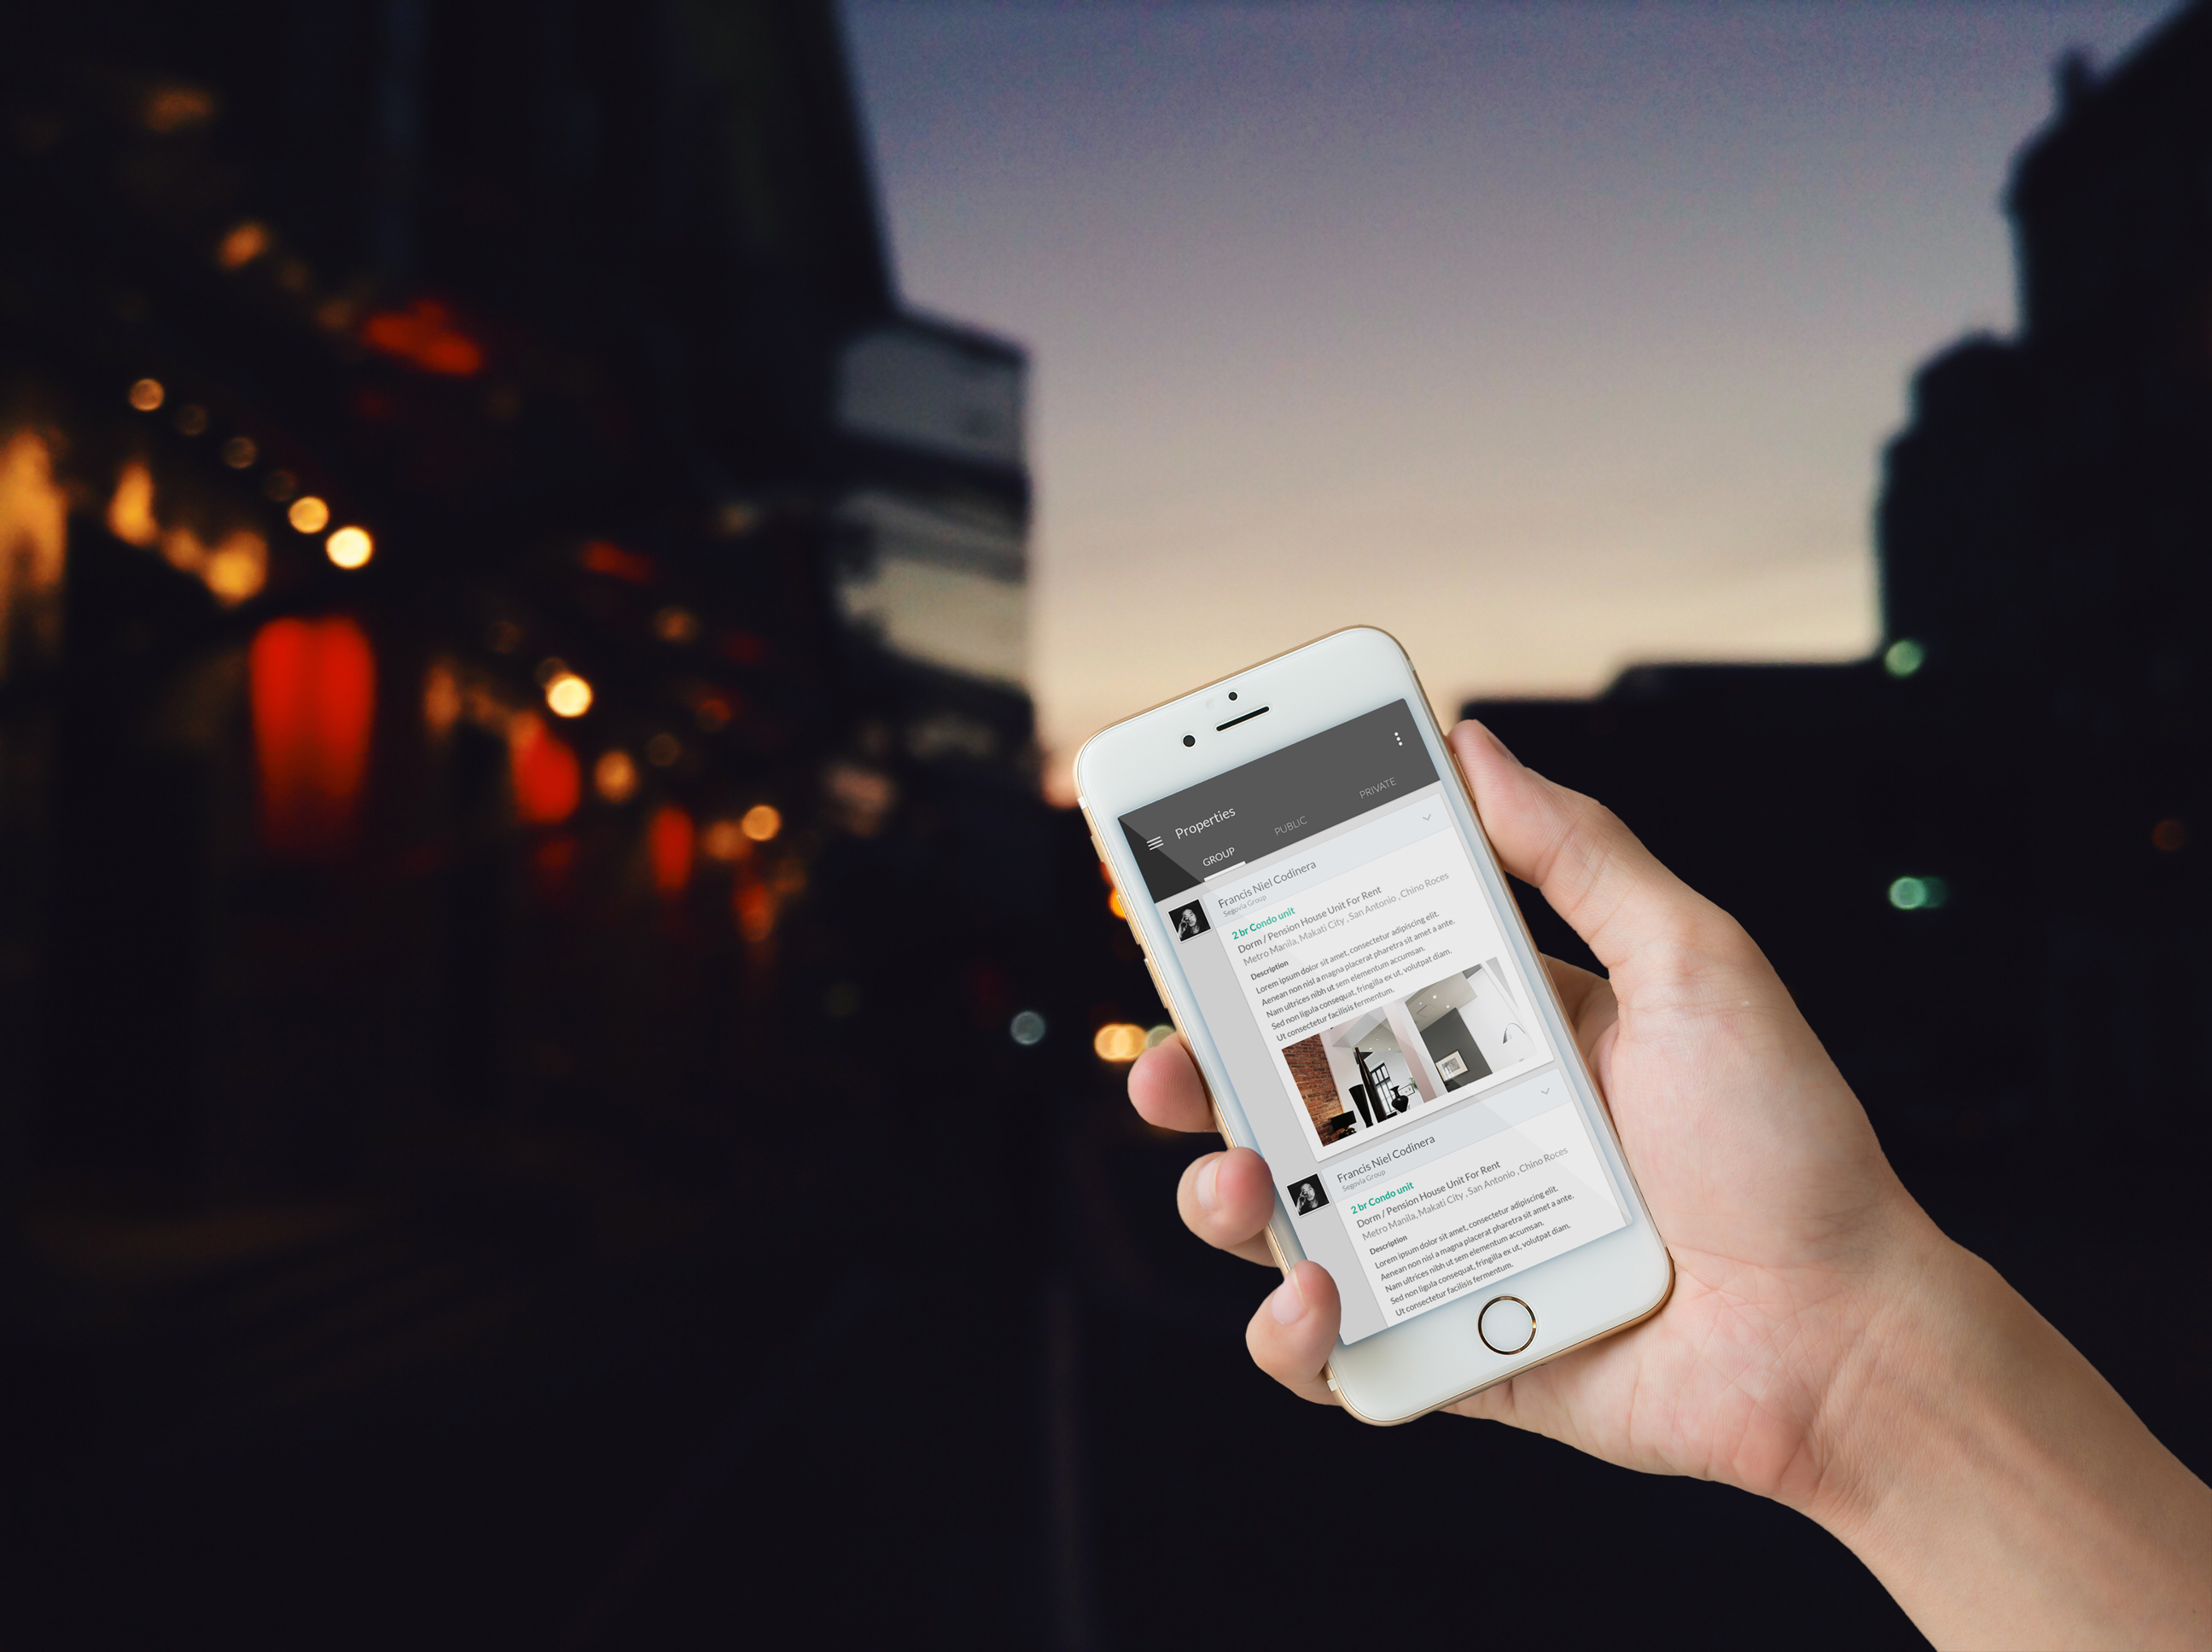 Properties
GROUP
PUBLIC
PRIVATE
Francis Niel Codinera
Segovia Group
2 br Condo unit
Dorm / Pension House Unit For Rent
Metro Manila, Makati City , San Antonio , Chino Roces
Description
Lorem ipsum dolor sit amet, consectetur adipiscing elit.
Aenean non nisl a magna placerat pharetra sit amet a ante.
Nam ultrices nibh ut sem elementum accumsan.
Sed non ligula consequat, fringilla ex ut, volutpat diam.
Ut consectetur facilisis fermentum.
Francis Niel Codinera
Segovia Group
2 br Condo unit
Dorm / Pension House Unit For Rent
Metro Manila, Makati City , San Antonio , Chino Roces
Description
Lorem ipsum dolor sit amet, consectetur adipiscing elit.
Aenean non nisl a magna placerat pharetra sit amet a ante.
Nam ultrices nibh ut sem elementum accumsan.
Sed non ligula consequat, fringilla ex ut, volutpat diam.
Ut consectetur facilisis fermentum.